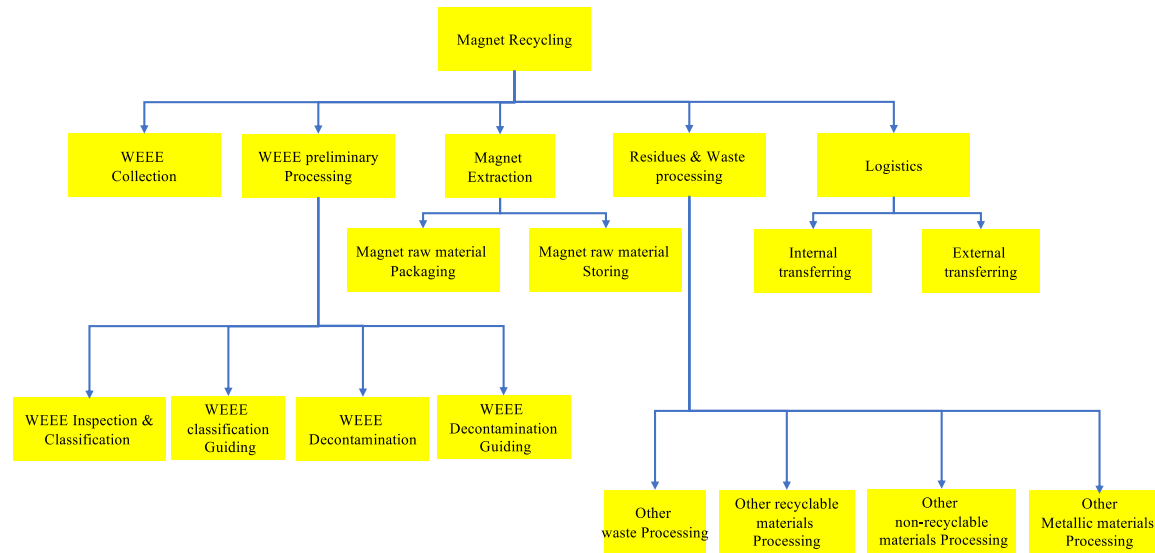 Magnet Recycling
WEEE
Collection
WEEE preliminary
Processing
Magnet
Extraction
Residues & Waste
processing
Logistics
Magnet raw material
Packaging
Magnet raw material
Storing
Internal
transferring
External
transferring
WEEE Inspection &
Classification
WEEE
classification
Guiding
WEEE
Decontamination
WEEE
Decontamination
Guiding
Other
waste Processing
Other recyclable
materials
Processing
Other
non-recyclable
materials Processing
Other
Metallic materials
Processing